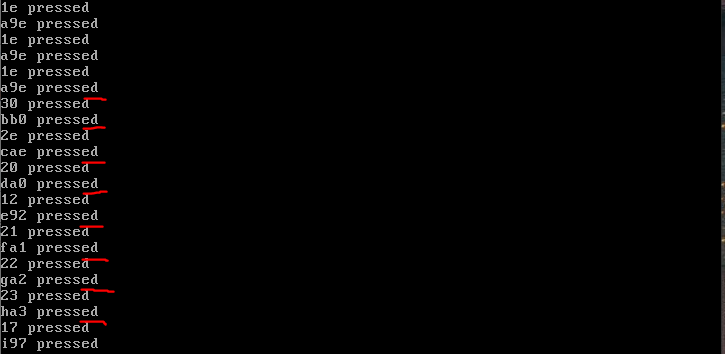 1e pressed
a9e pressed
1e pressed
a9e pressed
1e pressed
a9e pressed
30 pressed
bb0 pressed
2e pressed
cae pressed
20 pressed
da0 pressed
12 pressed
e92 pressed
21 pressed
fa1 pressed
22 pressed
ga2 pressed
23 pressed
ha3 pressed
17 pressed
i97 pressed